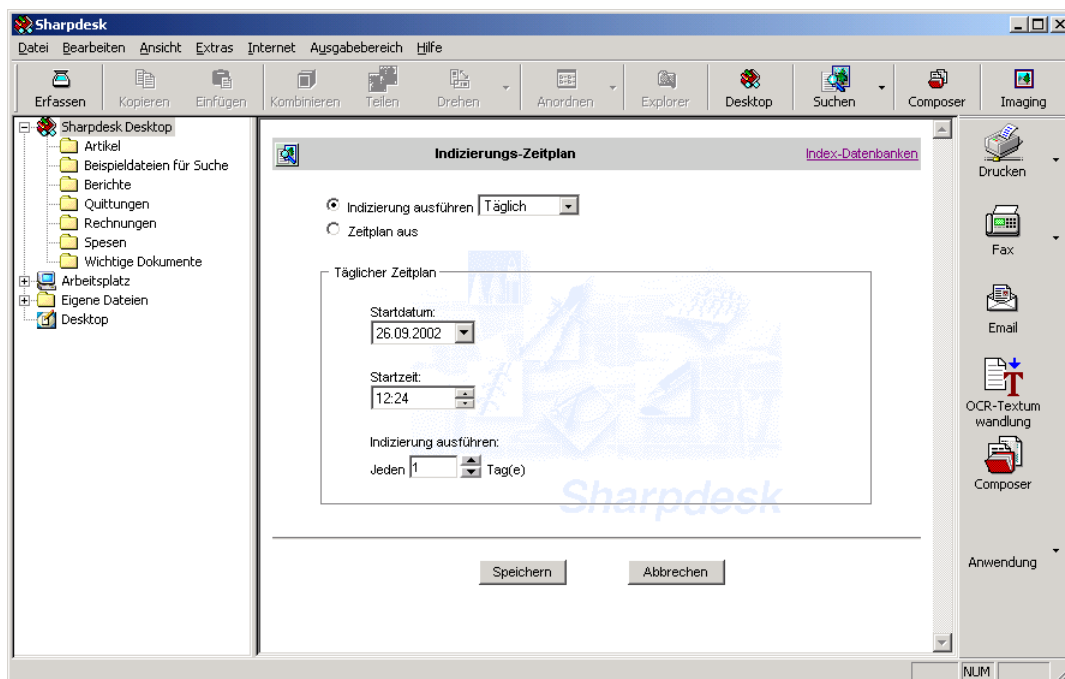 Sharpdesk
Datei Bearbeiten Ansicht Extras Internet Ausgabebereich Hilfe
Erfassen Kopieren Einfügen Kombinieren Teilen Drehen Anordnen Explorer Desktop Suchen Composer Imaging
Sharpdesk Desktop
Artikel
Beispieldateien für Suche
Berichte
Quittungen
Rechnungen
Spesen
Wichtige Dokumente
Arbeitsplatz
Eigene Dateien
Desktop
Indizierungs-Zeitplan Index-Datenbanken
Indizierung ausführen Täglich
Zeitplan aus
Täglicher Zeitplan
Startdatum:
26.09.2002
Startzeit:
12:24
Indizierung ausführen:
Jeden 1 Tag(e)
Sharpdesk
Speichern Abbrechen
Drucken
Fax
Email
OCR-Textum
wandlung
Composer
Anwendung
NUM